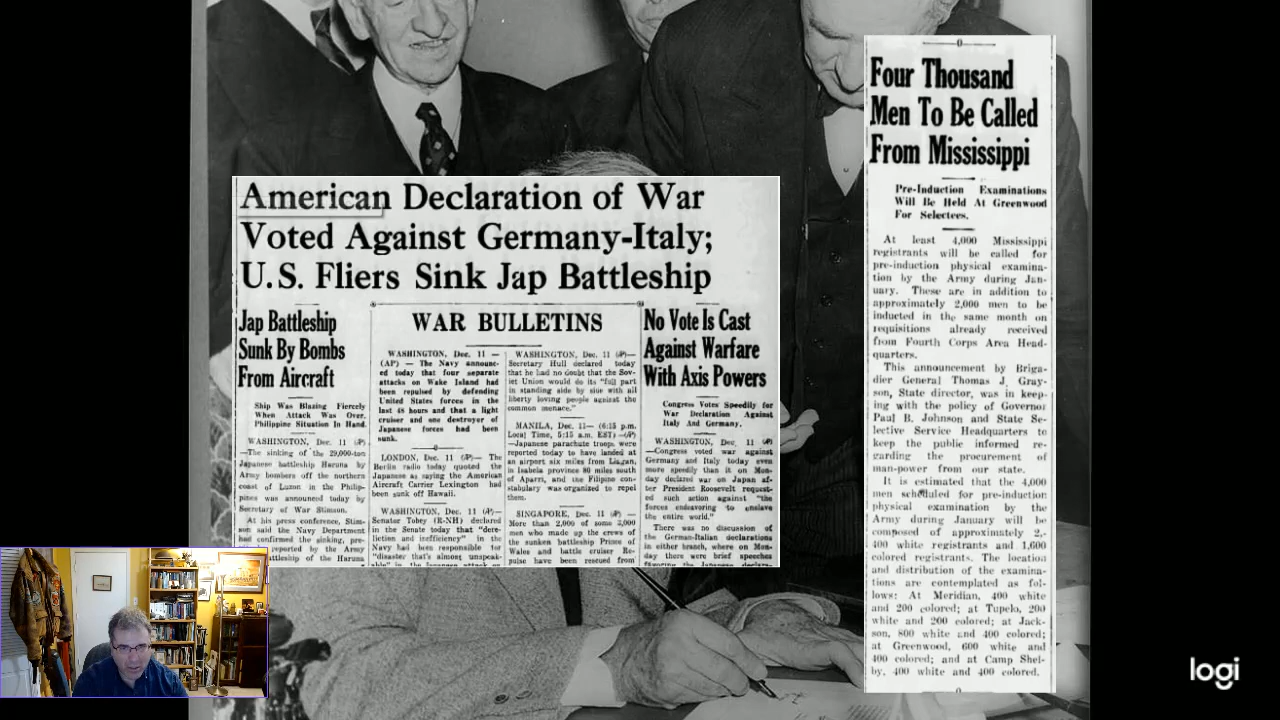 American Declaration of War
Voted Against Germany-Italy;
U.S. Fliers Sink Jap Battleship
Jap Battleship
Sunk By Bombs
From Aircraft
Ship Was Blazing Fiercely
When Attack Was Over,
Philippine Situation In Hand.
WASHINGTON, Dec. 11 (AP)
—The sinking of the 29,000-ton
Japanese battleship Haruna by
Army bombers off the northern
coast of Luzon in the Philip-
pines was announced today by
Secretary of War Stimson.
At his press conference, Stim-
son said the Navy Department
had confirmed the sinking, pre-
reported by the Army
ttleship of the Haruna
WAR BULLETINS
WASHINGTON, Dec. 11 —
(AP) — The Navy announc-
ed today that four separate
attacks on Wake Island had
been repulsed by defending
United States forces in the
last 48 hours and that a light
cruiser and one destroyer of
Japanese forces had been
sunk.
LONDON, Dec. 11 (AP) — The
Berlin radio today quoted the
Japanese as saying the American
Aircraft Carrier Lexington had
been sunk off Hawaii.
WASHINGTON, Dec. 11 (AP) —
Senator Tobey (R-NH) declared
in the Senate today that "dere-
liction and inefficiency" in the
Navy had been responsible for
"disaster that's almost unspeak-
able" in the Japanese attack on
WASHINGTON, Dec. 11 (AP) —
Secretary Hull declared today
that he had no doubt that the Sov-
iet Union would do its "full part
in standing side by side with all
liberty loving people against the
common menace."
MANILA, Dec. 11— (6:15 p.m.
Local Time, 5:15 a.m. EST) —(AP)
—Japanese parachute troops were
reported today to have landed at
an airport six miles from Ilagan,
in Isabela province 80 miles south
of Aparri, and the Filipino con-
stabulary was organized to repel
them.
SINGAPORE, Dec. 11 (AP) —
More than 2,000 of some 3,000
men who made up the crews of
the sunken battleship Prince of
Wales and battle cruiser Re-
pulse have been rescued from
No Vote Is Cast
Against Warfare
With Axis Powers
Congress Votes Speedily for
War Declaration Against
Italy And Germany.
WASHINGTON, Dec. 11 (AP)
—Congress voted war against
Germany and Italy today even
more speedily than it on Mon-
day declared war on Japan af-
ter President Roosevelt request-
ed such action against "the
forces endeavoring to enslave
the entire world."
There was no discussion of
the German-Italian declarations
in either branch, where on Mon-
day there were brief speeches
favoring the Japanese declara-
Four Thousand
Men To Be Called
From Mississippi
Pre-Induction Examinations
Will Be Held At Greenwood
For Selectees.
At least 4,000 Mississippi
registrants will be called for
pre-induction physical examina-
tion by the Army during Jan-
uary. These are in addition to
approximately 2,000 men to be
inducted in the same month on
requisitions already received
from Fourth Corps Area Head-
quarters.
This announcement by Briga-
dier General Thomas J. Gray-
son, State director, was in keep-
ing with the policy of Governor
Paul B. Johnson and State Se-
lective Service Headquarters to
keep the public informed re-
garding the procurement of
man-power from our state.
It is estimated that the 4,000
men scheduled for pre-induction
physical examination by the
Army during January will be
composed of approximately 2,-
400 white registrants and 1,600
colored registrants. The location
and distribution of the examina-
tions are contemplated as fol-
lows: At Meridian, 400 white
and 200 colored; at Tupelo, 200
white and 200 colored; at Jack-
son, 800 white and 400 colored;
at Greenwood, 600 white and
400 colored; and at Camp Shel-
by, 400 white and 400 colored.
logi